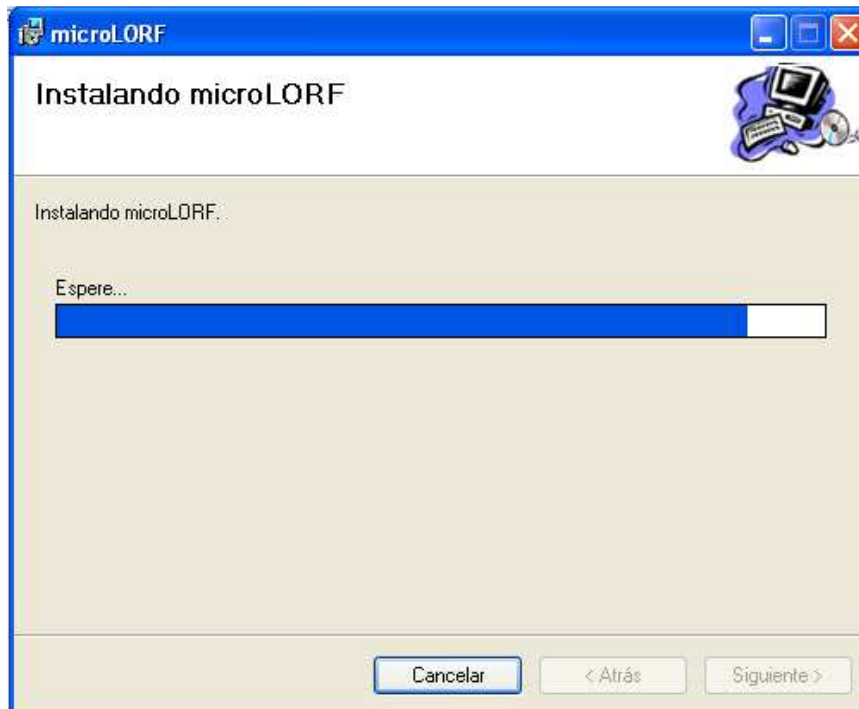 microLORF
Instalando microLORF
Instalando microLORF.
Espere...
Cancelar
< Atrás
Siguiente >